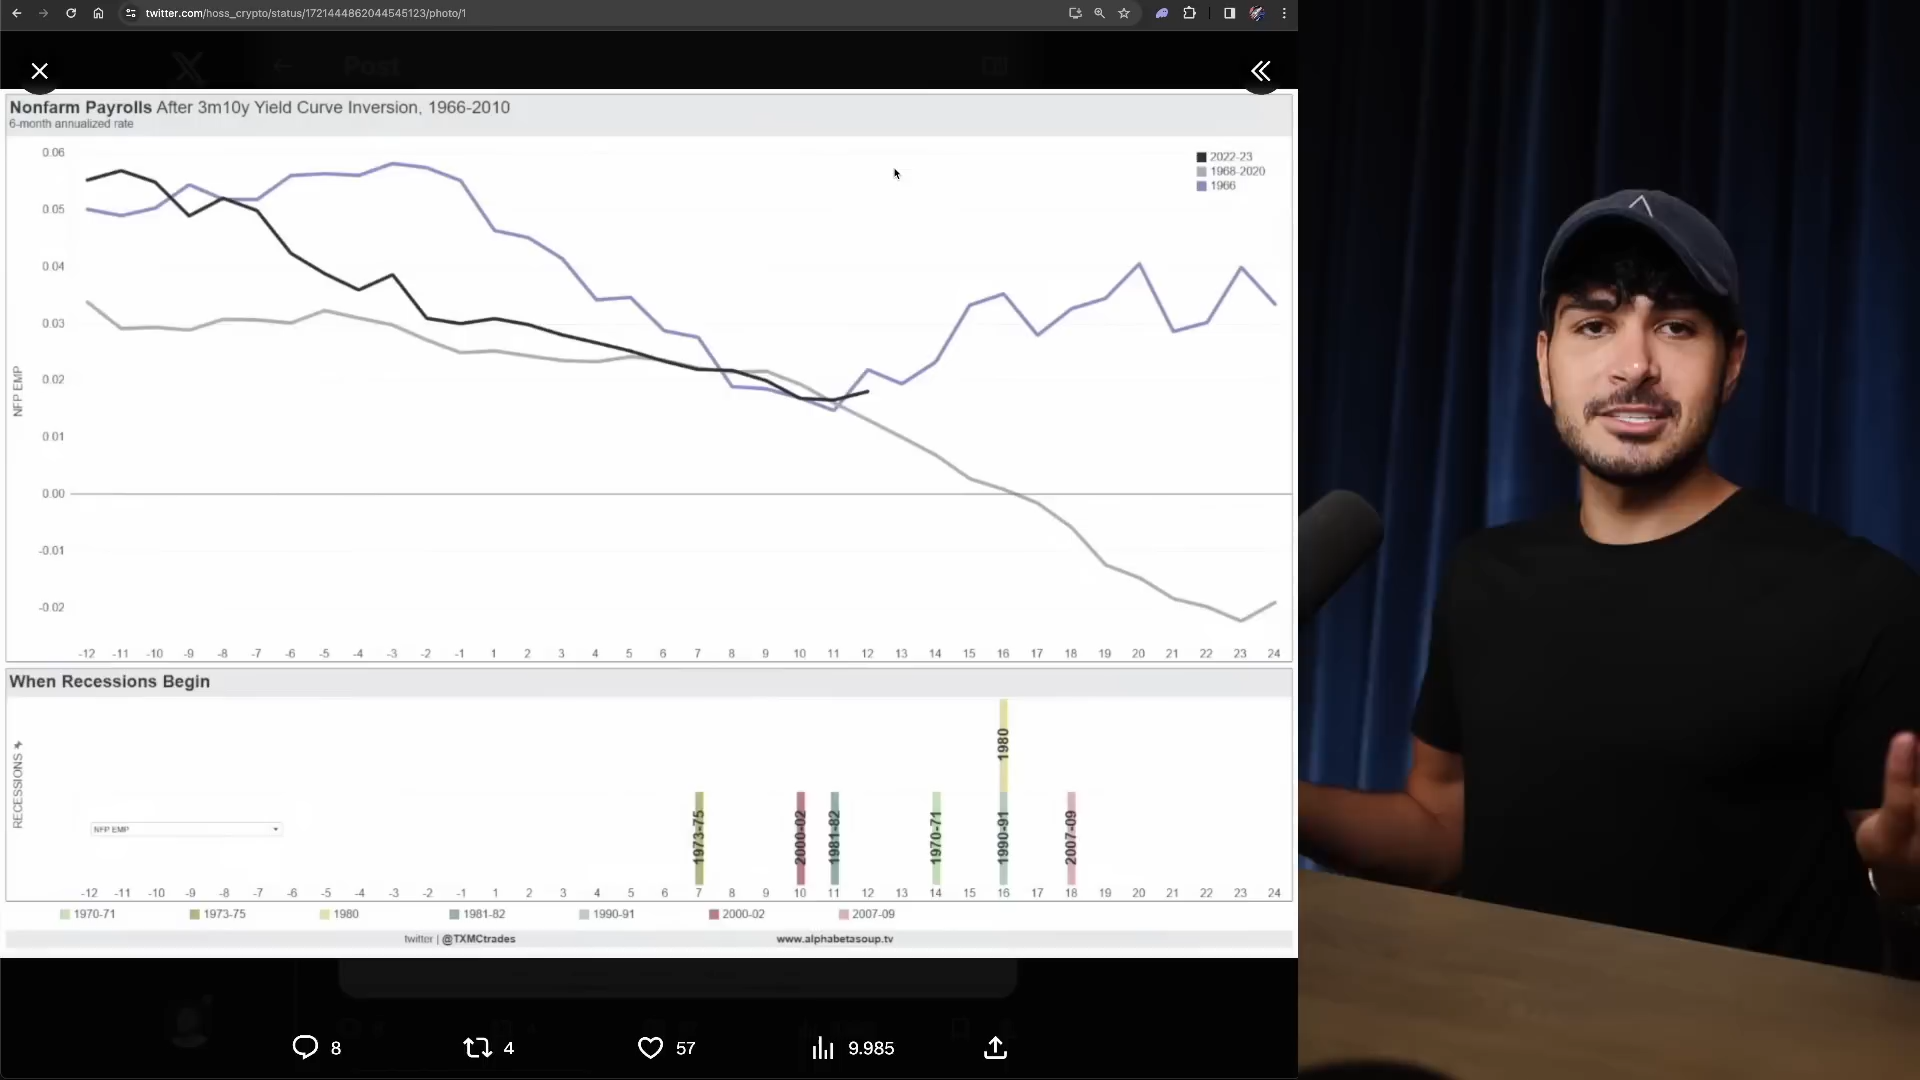 twitter.com/hoss_crypto/status/1721444862044545123/photo/1
Post
Nonfarm Payrolls After 3m10y Yield Curve Inversion, 1966-2010
6-month annualized rate
2022-23
1968-2020
1966
0.06
0.05
0.04
0.03
0.02
0.01
0.00
-0.01
-0.02
NFP EMP
-12 -11 -10 -9 -8 -7 -6 -5 -4 -3 -2 -1 1 2 3 4 5 6 7 8 9 10 11 12 13 14 15 16 17 18 19 20 21 22 23 24
When Recessions Begin
RECESSIONS
NFP EMP
1973-75
2000-02
1981-82
1970-71
1980
1990-91
2007-09
-12 -11 -10 -9 -8 -7 -6 -5 -4 -3 -2 -1 1 2 3 4 5 6 7 8 9 10 11 12 13 14 15 16 17 18 19 20 21 22 23 24
1970-71 1973-75 1980 1981-82 1990-91 2000-02 2007-09
twitter | @TXMCtrades www.alphabetasoup.tv
8 4 57 9.985